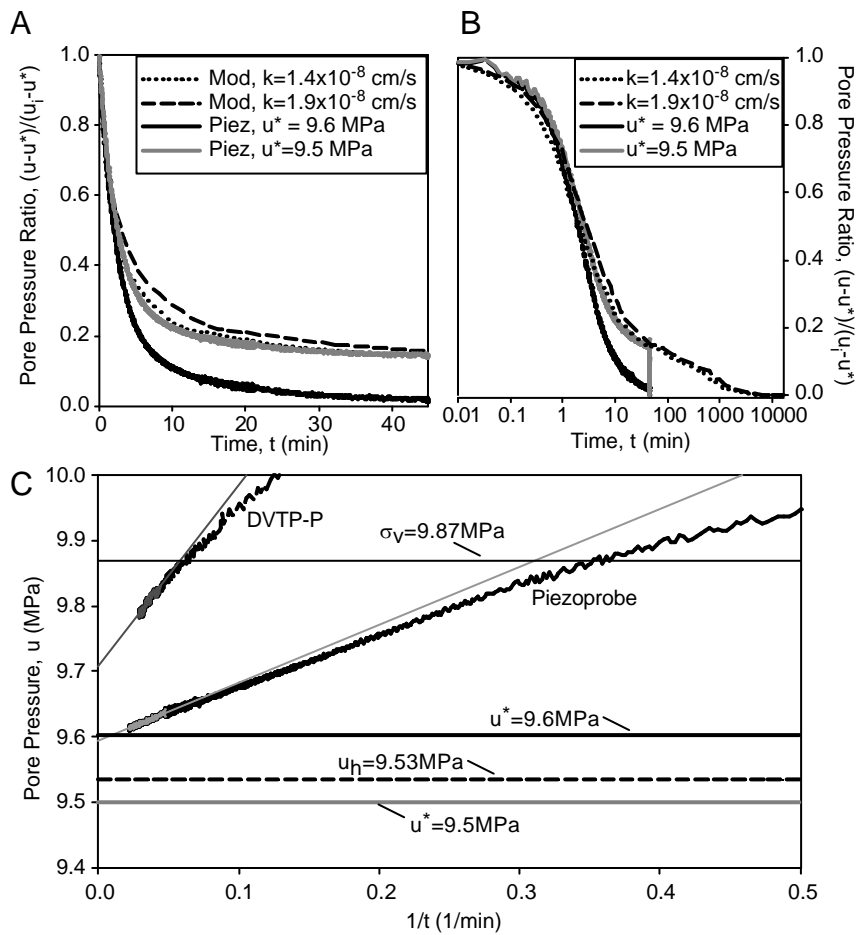 A
B
Pore Pressure Ratio, (u-u*)/(ui-u*)
1.0
0.8
0.6
0.4
0.2
0.0
Mod, k=1.4x10-8 cm/s
Mod, k=1.9x10-8 cm/s
Piez, u* = 9.6 MPa
Piez, u*=9.5 MPa
0 10 20 30 40
Time, t (min)
k=1.4x10-8 cm/s
k=1.9x10-8 cm/s
u* = 9.6 MPa
u*=9.5 MPa
1.0
0.8
0.6
0.4
0.2
0.0
Pore Pressure Ratio, (u-u*)/(ui-u*)
0.01 0.1 1 10 100 1000 10000
Time, t (min)
C
Pore Pressure, u (MPa)
10.0
9.9
9.8
9.7
9.6
9.5
9.4
DVTP-P
σv=9.87MPa
Piezoprobe
u*=9.6MPa
uh=9.53MPa
u*=9.5MPa
0.0 0.1 0.2 0.3 0.4 0.5
1/t (1/min)